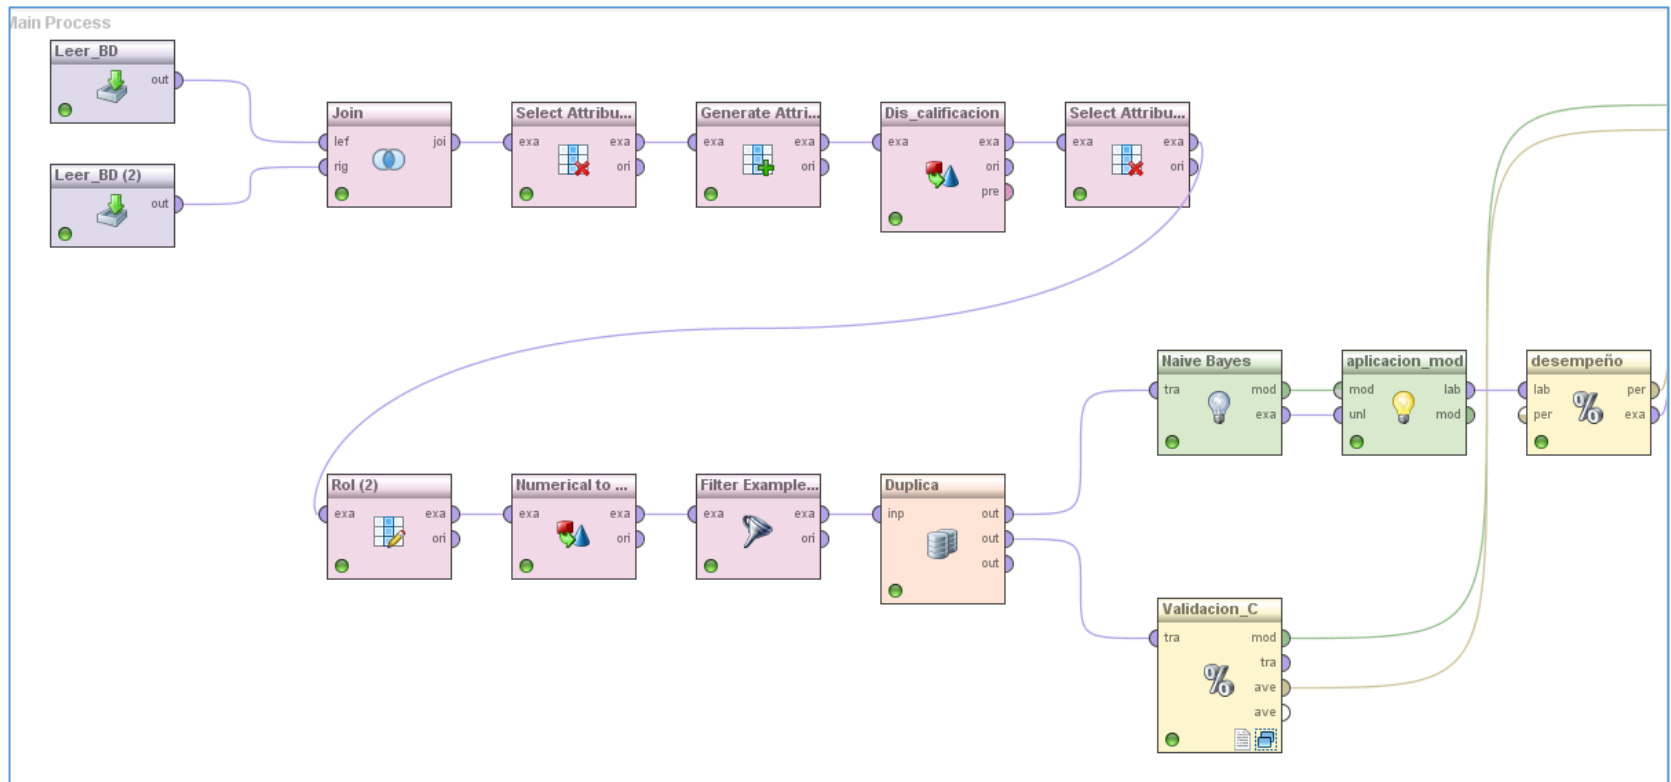 Main Process
Leer_BD
out
Leer_BD (2)
out
Join
lef joi
rig
Select Attribu...
exa exa
ori
Generate Attri...
exa exa
ori
Dis_calificacion
exa exa
ori
pre
Select Attribu...
exa exa
ori
Rol (2)
exa exa
ori
Numerical to ...
exa exa
ori
Filter Example...
exa exa
ori
Duplica
inp out
out
out
Naive Bayes
tra mod
exa
aplicacion_mod
mod lab
unl mod
desempeño
lab per
per exa
%
Validacion_C
tra mod
tra
ave
ave
%